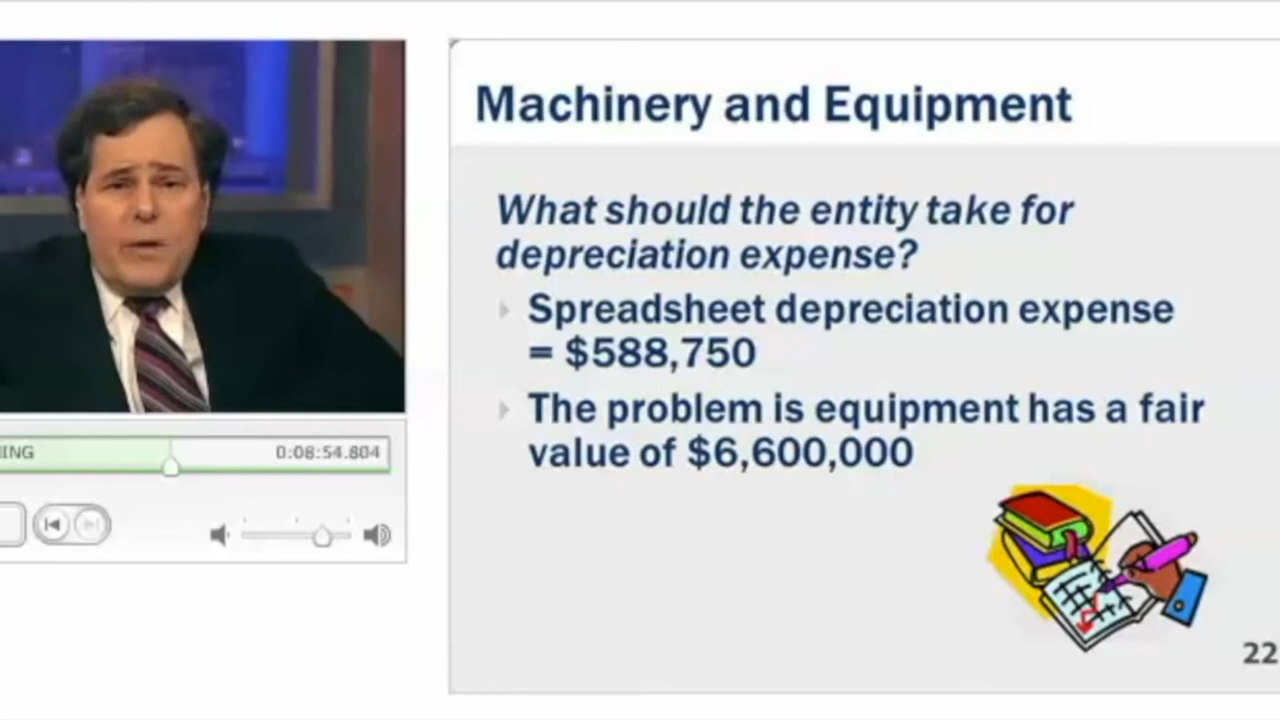 Machinery and Equipment
What should the entity take for
depreciation expense?
Spreadsheet depreciation expense
= $588,750
The problem is equipment has a fair
value of $6,600,000
ING
0:08:54.804
22